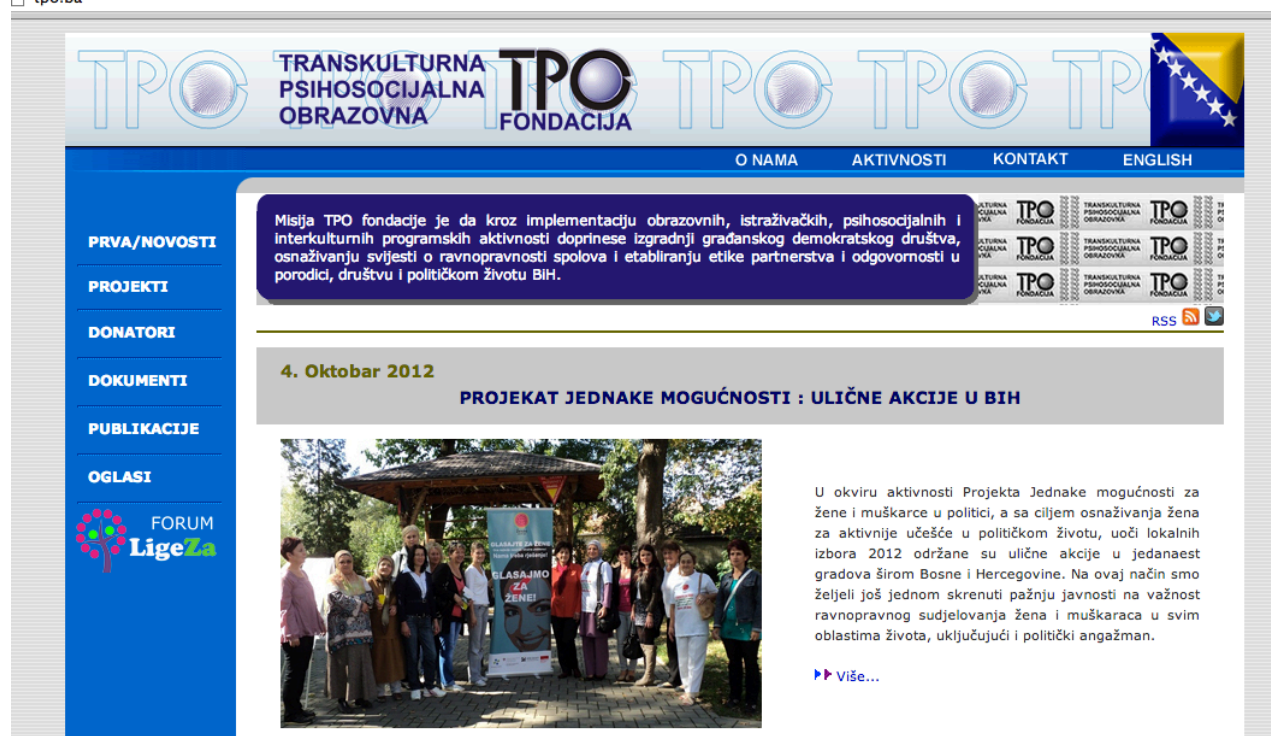 tpo.ba
TRANSKULTURNA
PSIHOSOCIJALNA
OBRAZOVNA
TPO
FONDACIJA
O NAMA
AKTIVNOSTI
KONTAKT
ENGLISH
PRVA/NOVOSTI
PROJEKTI
DONATORI
DOKUMENTI
PUBLIKACIJE
OGLASI
FORUM
LigeZa
Misija TPO fondacije je da kroz implementaciju obrazovnih, istraživačkih, psihosocijalnih i
interkulturnih programskih aktivnosti doprinese izgradnji građanskog demokratskog društva,
osnaživanju svijesti o ravnopravnosti spolova i etabliranju etike partnerstva i odgovornosti u
porodici, društvu i političkom životu BiH.
RSS
4. Oktobar 2012
PROJEKAT JEDNAKE MOGUĆNOSTI : ULIČNE AKCIJE U BIH
GLASAJTE ZA ŽENE
GLASAJMO
ZA
ŽENE!
U okviru aktivnosti Projekta Jednake mogućnosti za
žene i muškarce u politici, a sa ciljem osnaživanja žena
za aktivnije učešće u političkom životu, uoči lokalnih
izbora 2012 održane su ulične akcije u jedanaest
gradova širom Bosne i Hercegovine. Na ovaj način smo
željeli još jednom skrenuti pažnju javnosti na važnost
ravnopravnog sudjelovanja žena i muškaraca u svim
oblastima života, uključujući i politički angažman.
Više...